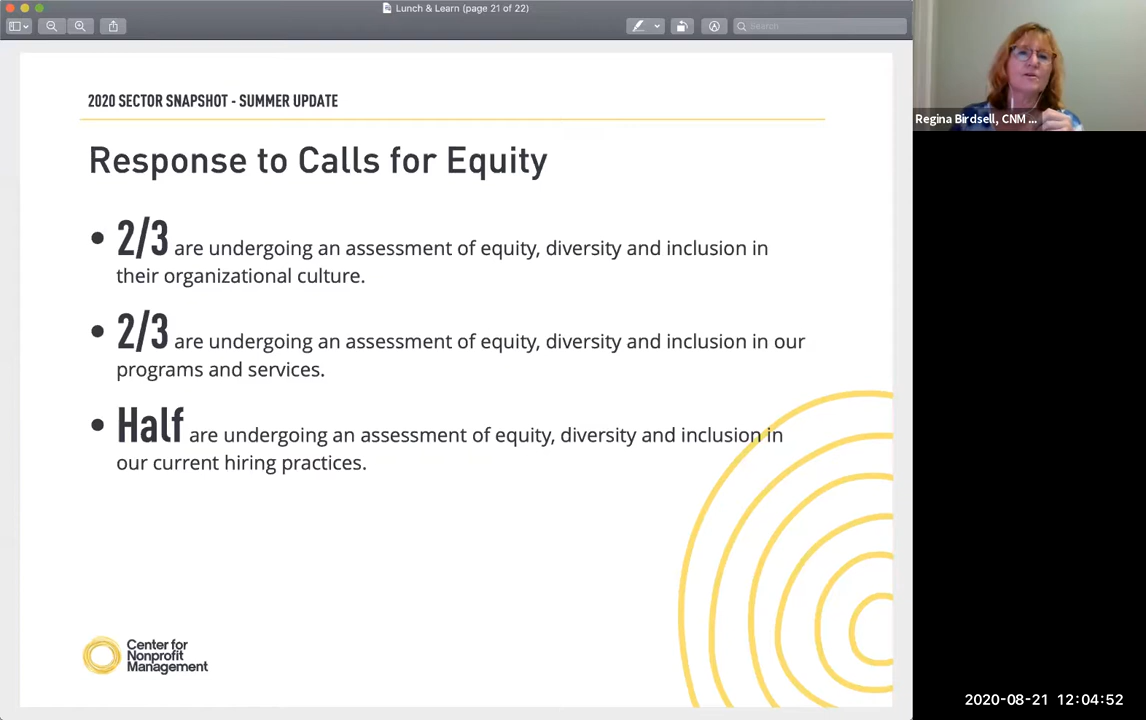 Lunch & Learn (page 21 of 22)
Search
2020 SECTOR SNAPSHOT - SUMMER UPDATE
Response to Calls for Equity
• 2/3 are undergoing an assessment of equity, diversity and inclusion in
their organizational culture.
• 2/3 are undergoing an assessment of equity, diversity and inclusion in our
programs and services.
• Half are undergoing an assessment of equity, diversity and inclusion in
our current hiring practices.
Center for
Nonprofit
Management
Regina Birdsell, CNM ...
2020-08-21 12:04:52